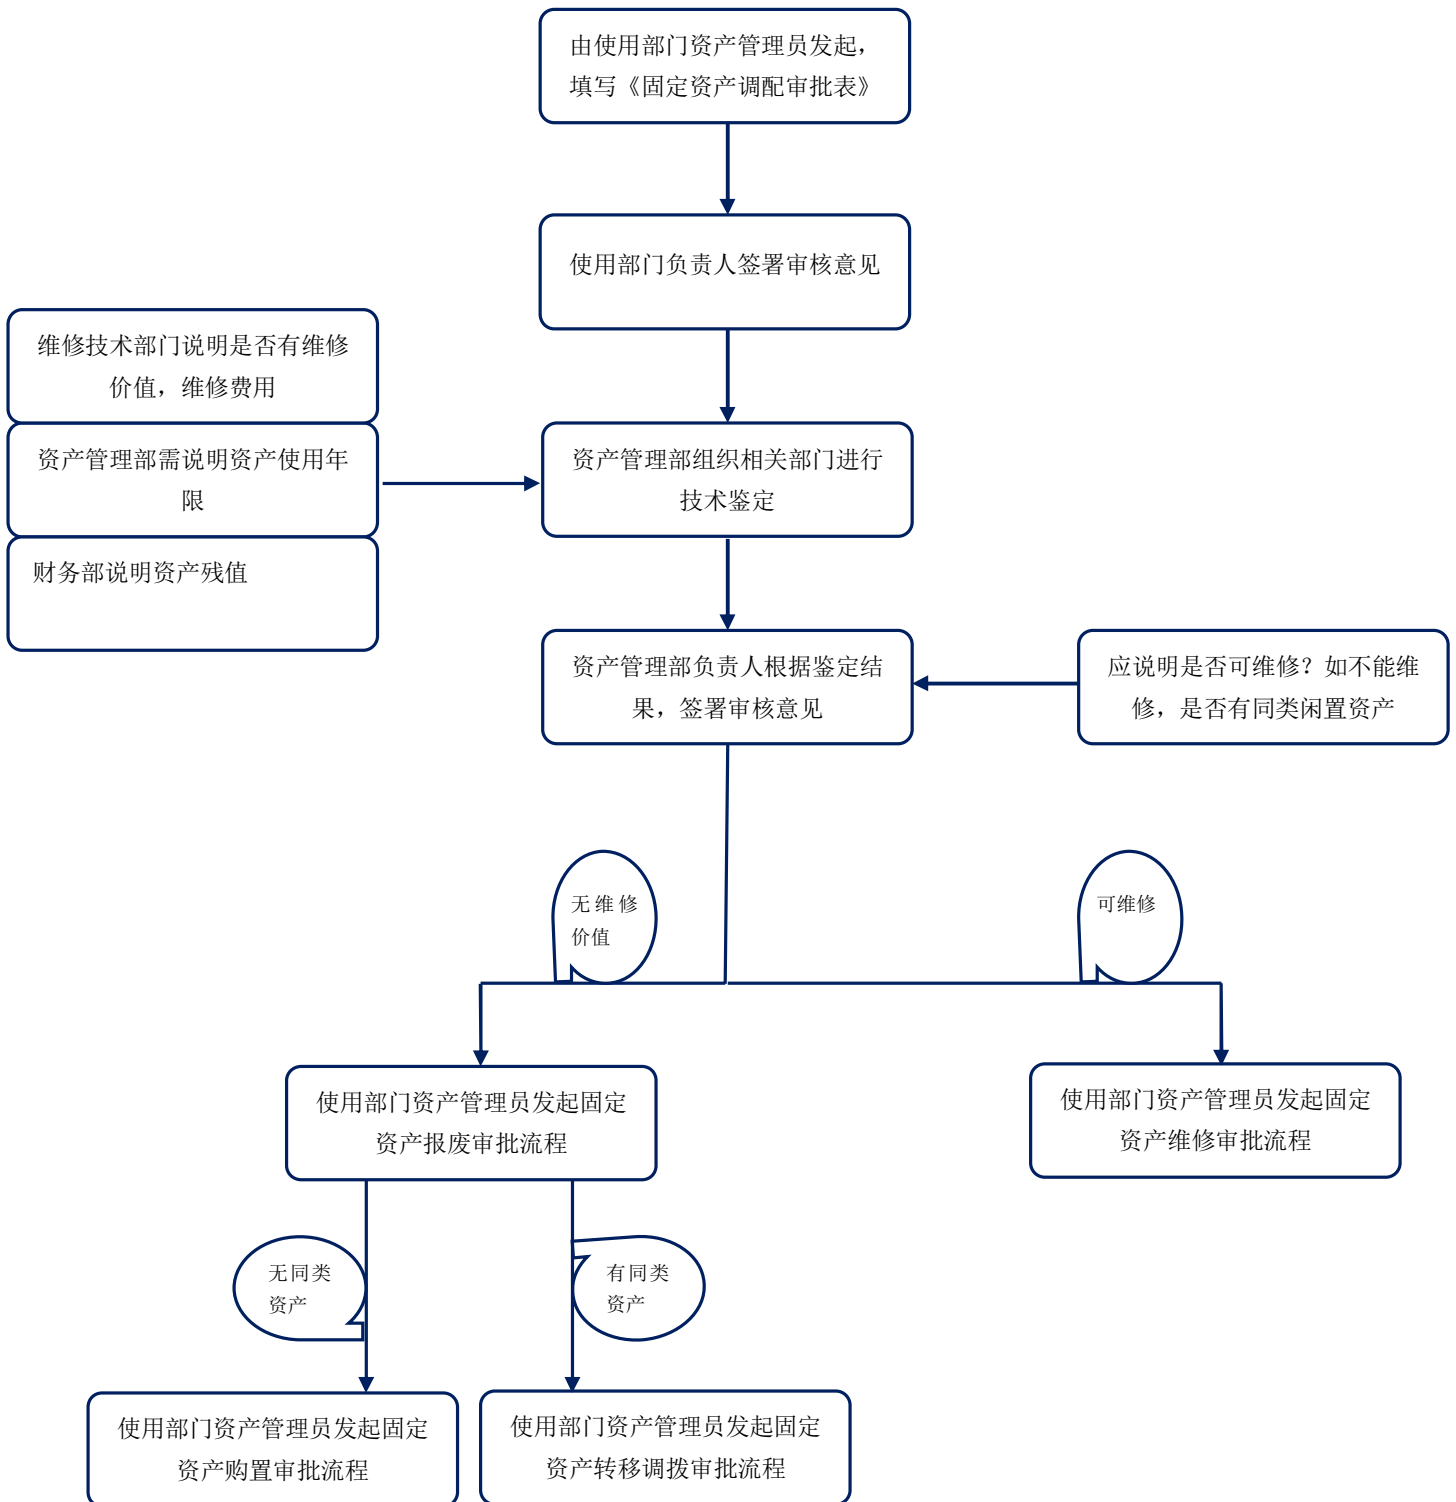 由使用部门资产管理员发起，
填写《固定资产调配审批表》
使用部门负责人签署审核意见
维修技术部门说明是否有维修
价值，维修费用
资产管理部需说明资产使用年
限
财务部说明资产残值
资产管理部组织相关部门进行
技术鉴定
资产管理部负责人根据鉴定结
果，签署审核意见
应说明是否可维修？如不能维
修，是否有同类闲置资产
无维修
价值
可维修
使用部门资产管理员发起固定
资产报废审批流程
使用部门资产管理员发起固定
资产维修审批流程
无同类
资产
有同类
资产
使用部门资产管理员发起固定
资产购置审批流程
使用部门资产管理员发起固定
资产转移调拨审批流程